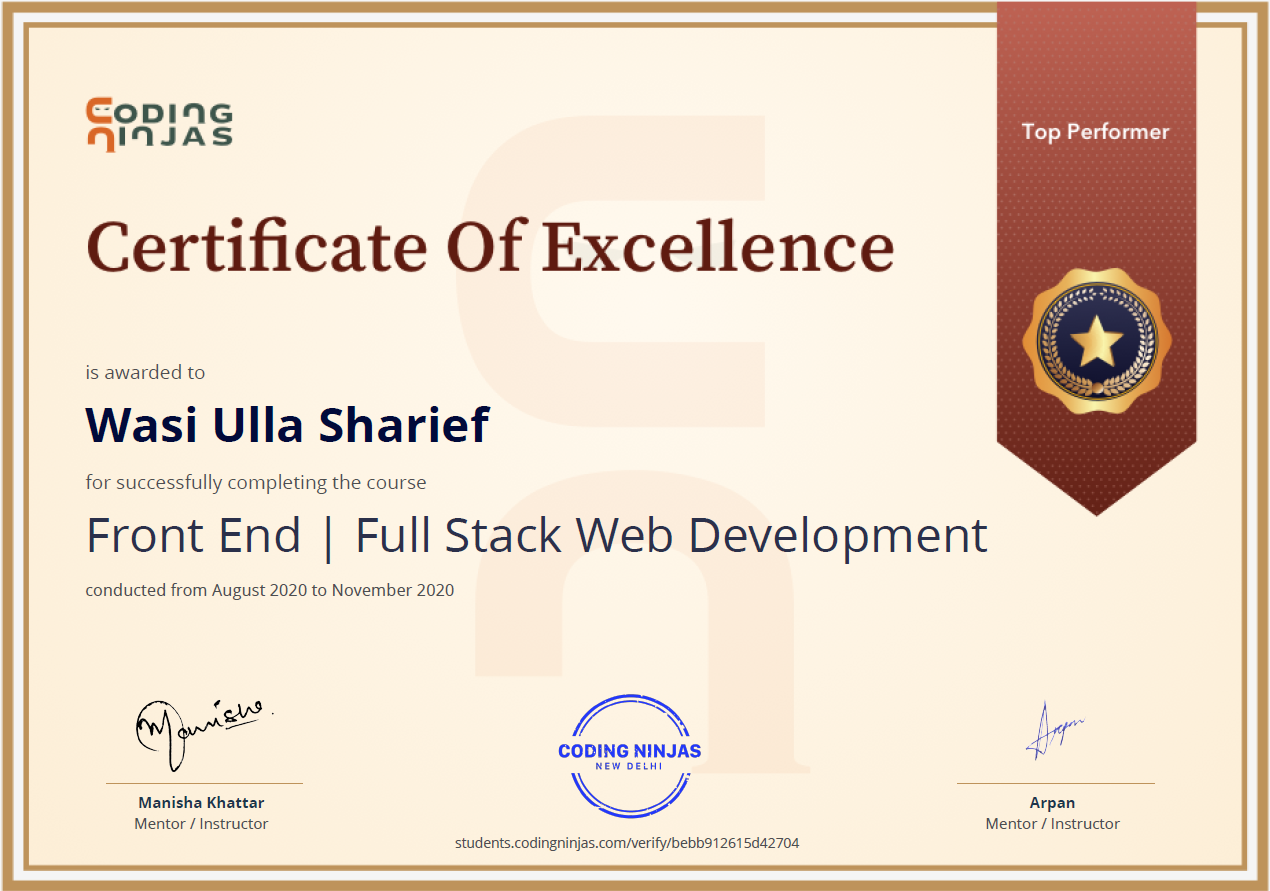 CODING
NINJAS
Top Performer
Certificate Of Excellence
is awarded to
Wasi Ulla Sharief
for successfully completing the course
Front End | Full Stack Web Development
conducted from August 2020 to November 2020
Manisha
Arpan
CODING NINJAS
NEW DELHI
Manisha Khattar
Mentor / Instructor
Arpan
Mentor / Instructor
students.codingninjas.com/verify/bebb912615d42704